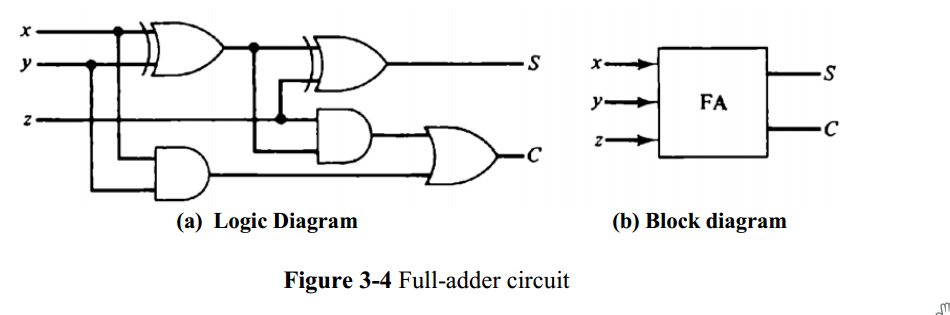 x
y
z
S
C
(a) Logic Diagram
x
y
z
FA
S
C
(b) Block diagram
Figure 3-4 Full-adder circuit